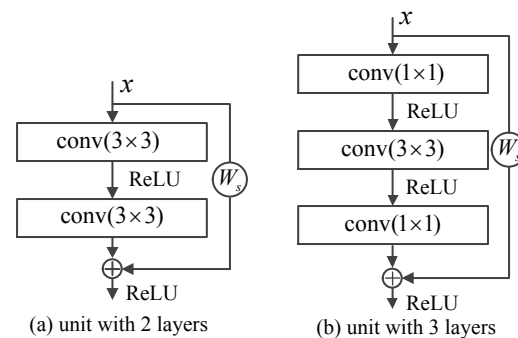 x
conv(3×3)
ReLU
W_s
conv(3×3)
ReLU
(a) unit with 2 layers
x
conv(1×1)
ReLU
conv(3×3)
W_s
ReLU
conv(1×1)
ReLU
(b) unit with 3 layers